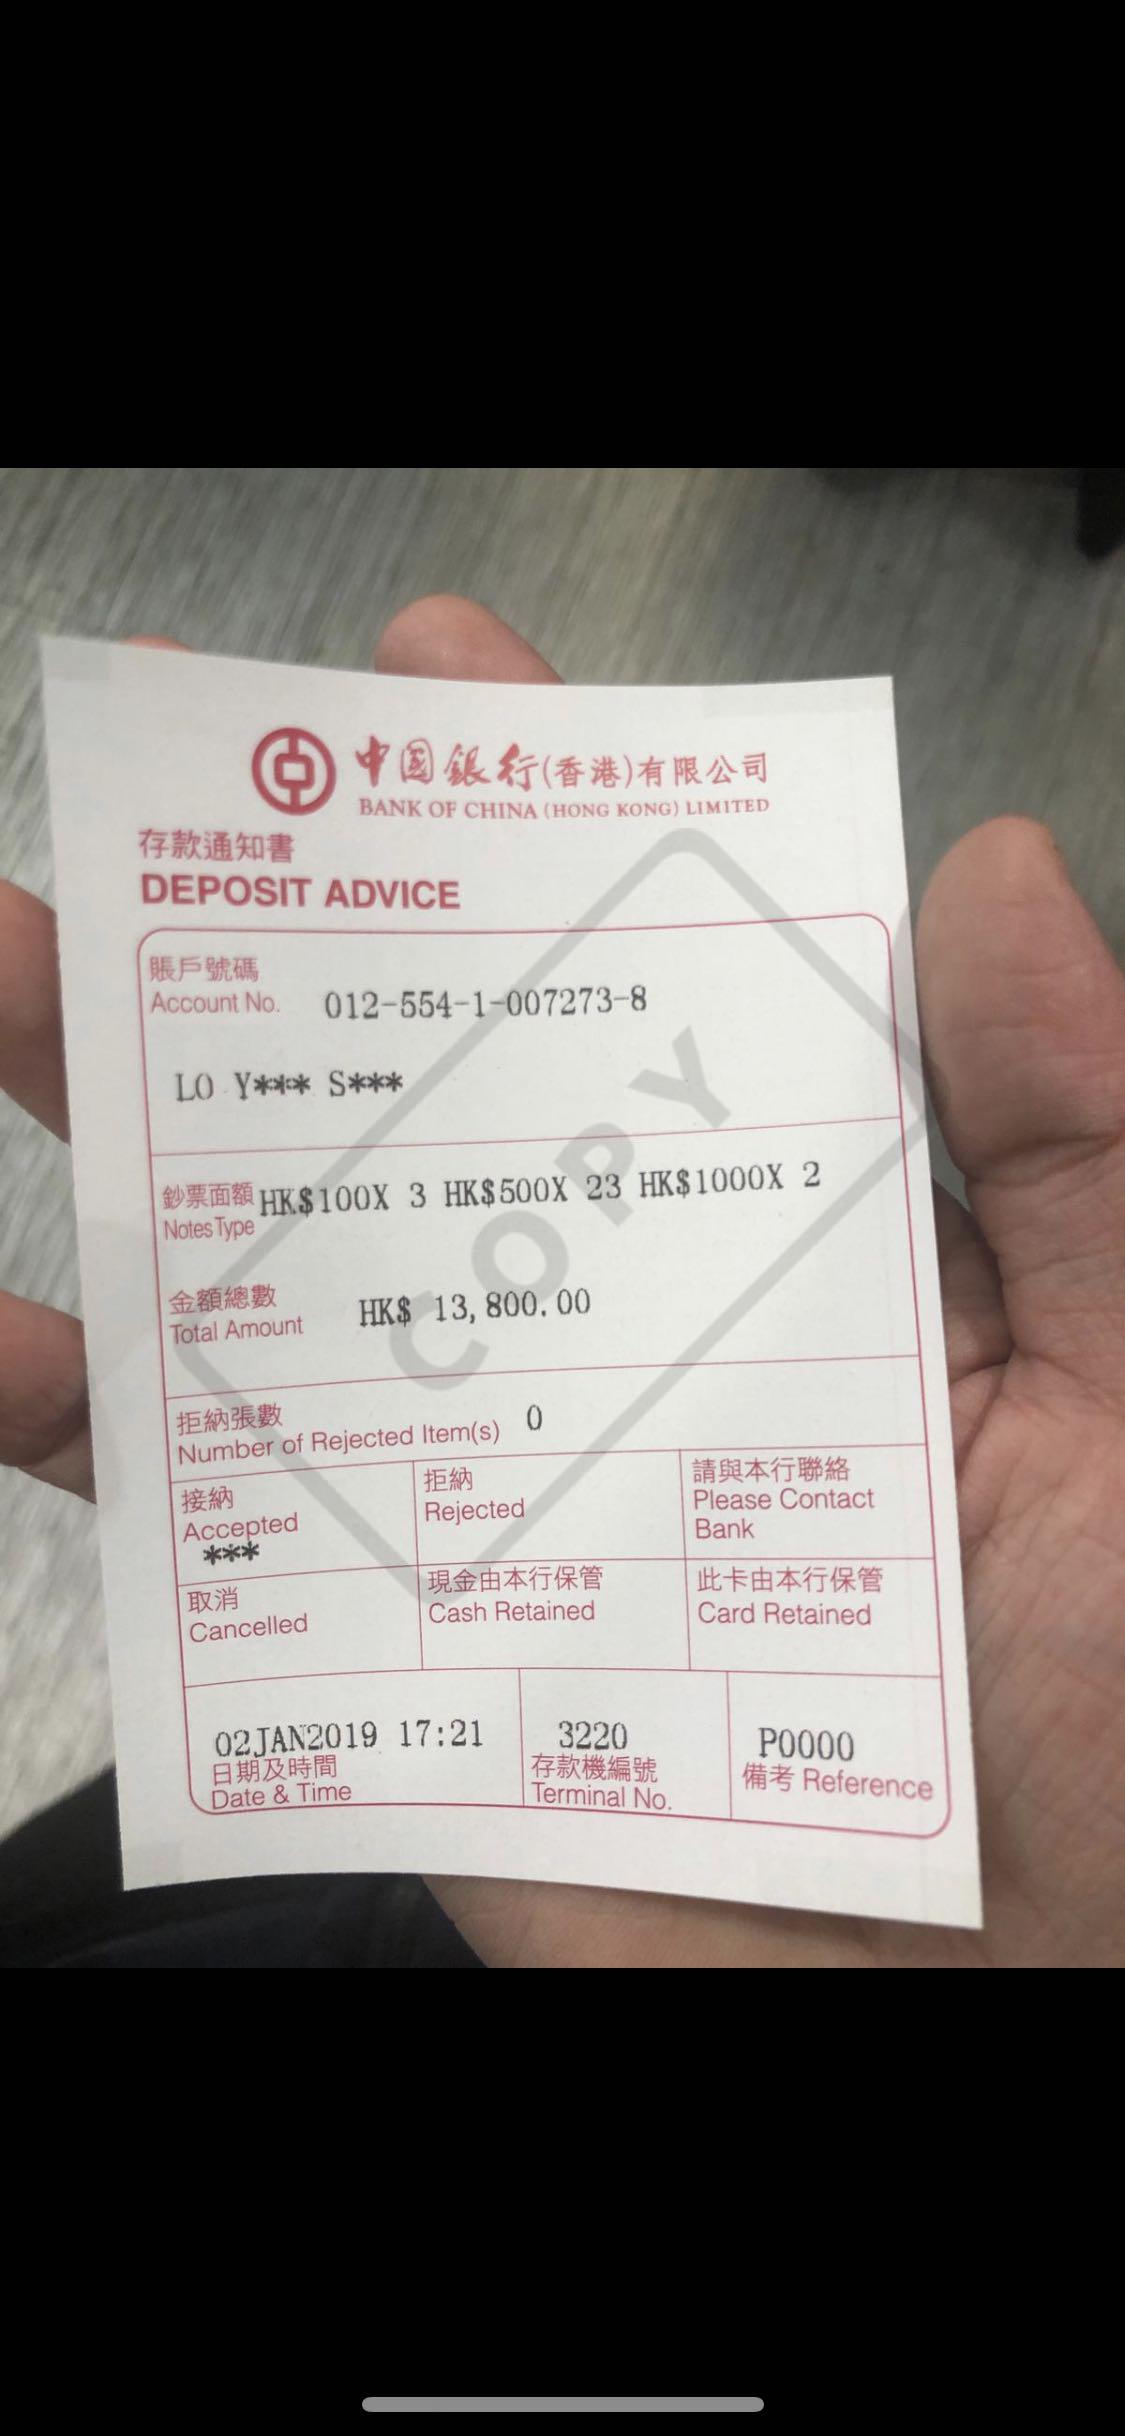 中国銀行(香港)有限公司
BANK OF CHINA (HONG KONG) LIMITED
存款通知書
DEPOSIT ADVICE
賬戶號碼
Account No. 012-554-1-007273-8
LO Y*** S***
鈔票面額 HK$100X 3 HK$500X 23 HK$1000X 2
Notes Type
金額總數
Total Amount HK$ 13,800.00
拒納張數
Number of Rejected Item(s) 0
接納
Accepted
***
拒納
Rejected
請與本行聯絡
Please Contact
Bank
取消
Cancelled
現金由本行保管
Cash Retained
此卡由本行保管
Card Retained
02JAN2019 17:21
日期及時間
Date & Time
3220
存款機編號
Terminal No.
P0000
備考 Reference
COPY